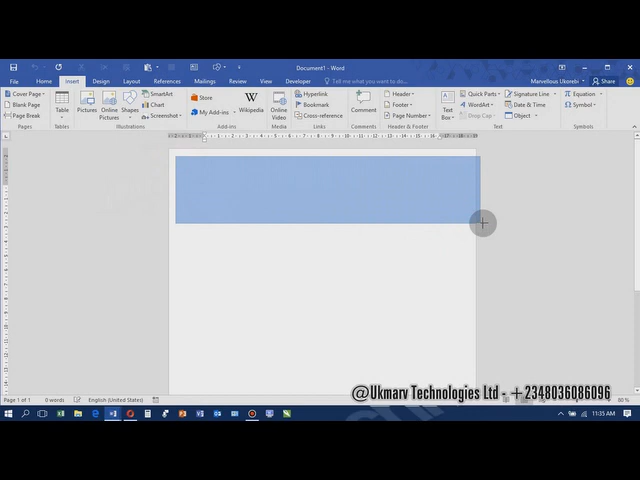 Document1 - Word
Marvellous Ukorebi
Share
File
Home
Insert
Design
Layout
References
Mailings
Review
View
Developer
Tell me what you want to do...
Cover Page
Blank Page
Page Break
Pages
Table
Tables
Pictures
Online Pictures
Shapes
SmartArt
Chart
Screenshot
Illustrations
Store
My Add-ins
Wikipedia
Add-ins
Online Video
Media
Hyperlink
Bookmark
Cross-reference
Links
Comment
Comments
Header
Footer
Page Number
Header & Footer
Text Box
Quick Parts
WordArt
Drop Cap
Signature Line
Date & Time
Object
Text
Equation
Symbol
Symbols
Page 1 of 1
0 words
English (United States)
80%
@Ukmarv Technologies Ltd - + 2348036086096
11:35 AM